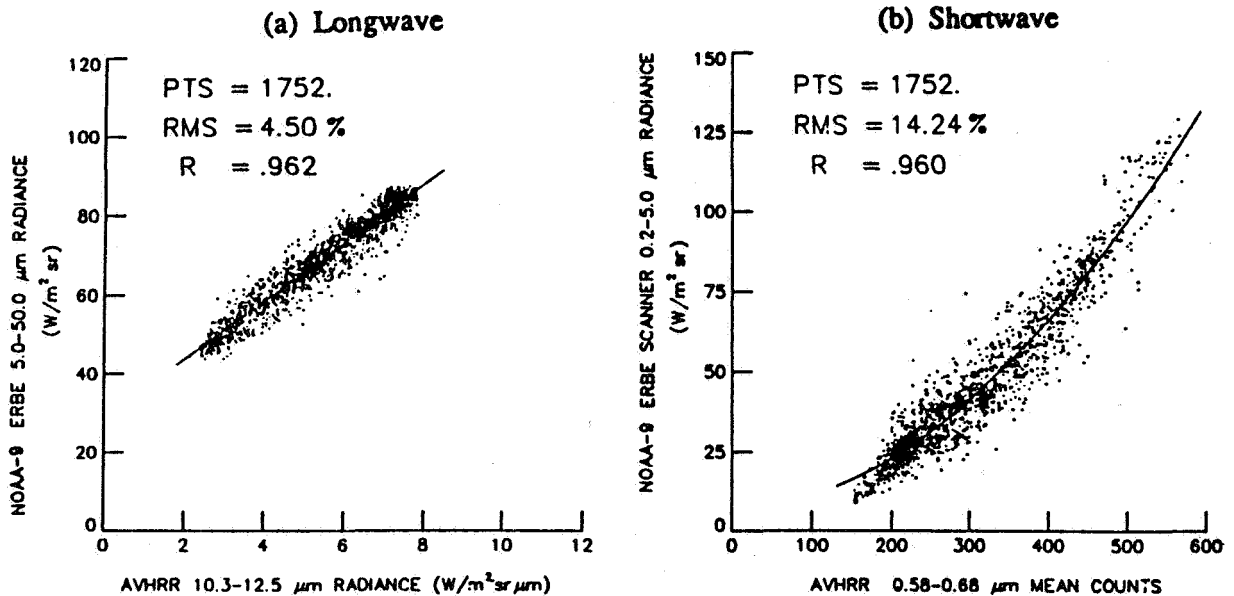 (a) Longwave
120
100
80
60
40
20
0
0 2 4 6 8 10 12
PTS = 1752.
RMS = 4.50 %
R = .962
NOAA-9 ERBE 5.0-50.0 μm RADIANCE
(W/m² sr)
AVHRR 10.3-12.5 μm RADIANCE (W/m²sr μm)
(b) Shortwave
150
125
100
75
50
25
0
0 100 200 300 400 500 600
PTS = 1752.
RMS = 14.24 %
R = .960
NOAA-9 ERBE SCANNER 0.2-5.0 μm RADIANCE
(W/m² sr)
AVHRR 0.58-0.68 μm MEAN COUNTS